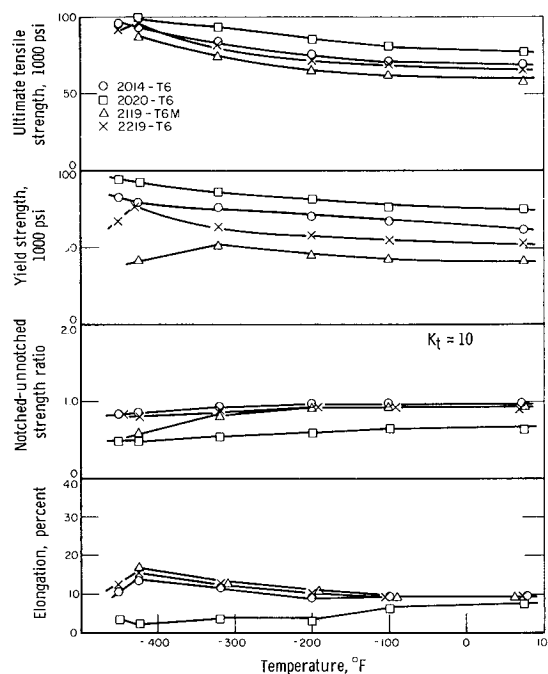 Ultimate tensile
strength, 1000 psi
100
50
0
2014-T6
2020-T6
2119-T6M
2219-T6
Yield strength,
1000 psi
100
0
Notched-unnotched
strength ratio
2.0
1.0
0
Kt = 10
Elongation, percent
40
30
20
10
0
-400 -300 -200 -100 0 100
Temperature, °F